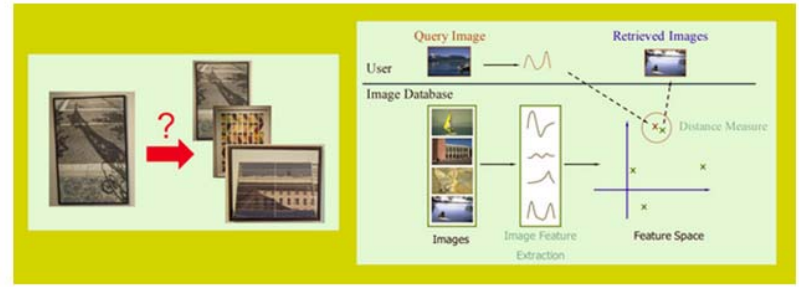 ?
Query Image
Retrieved Images
User
Image Database
Distance Measure
Images
Image Feature
Extraction
Feature Space